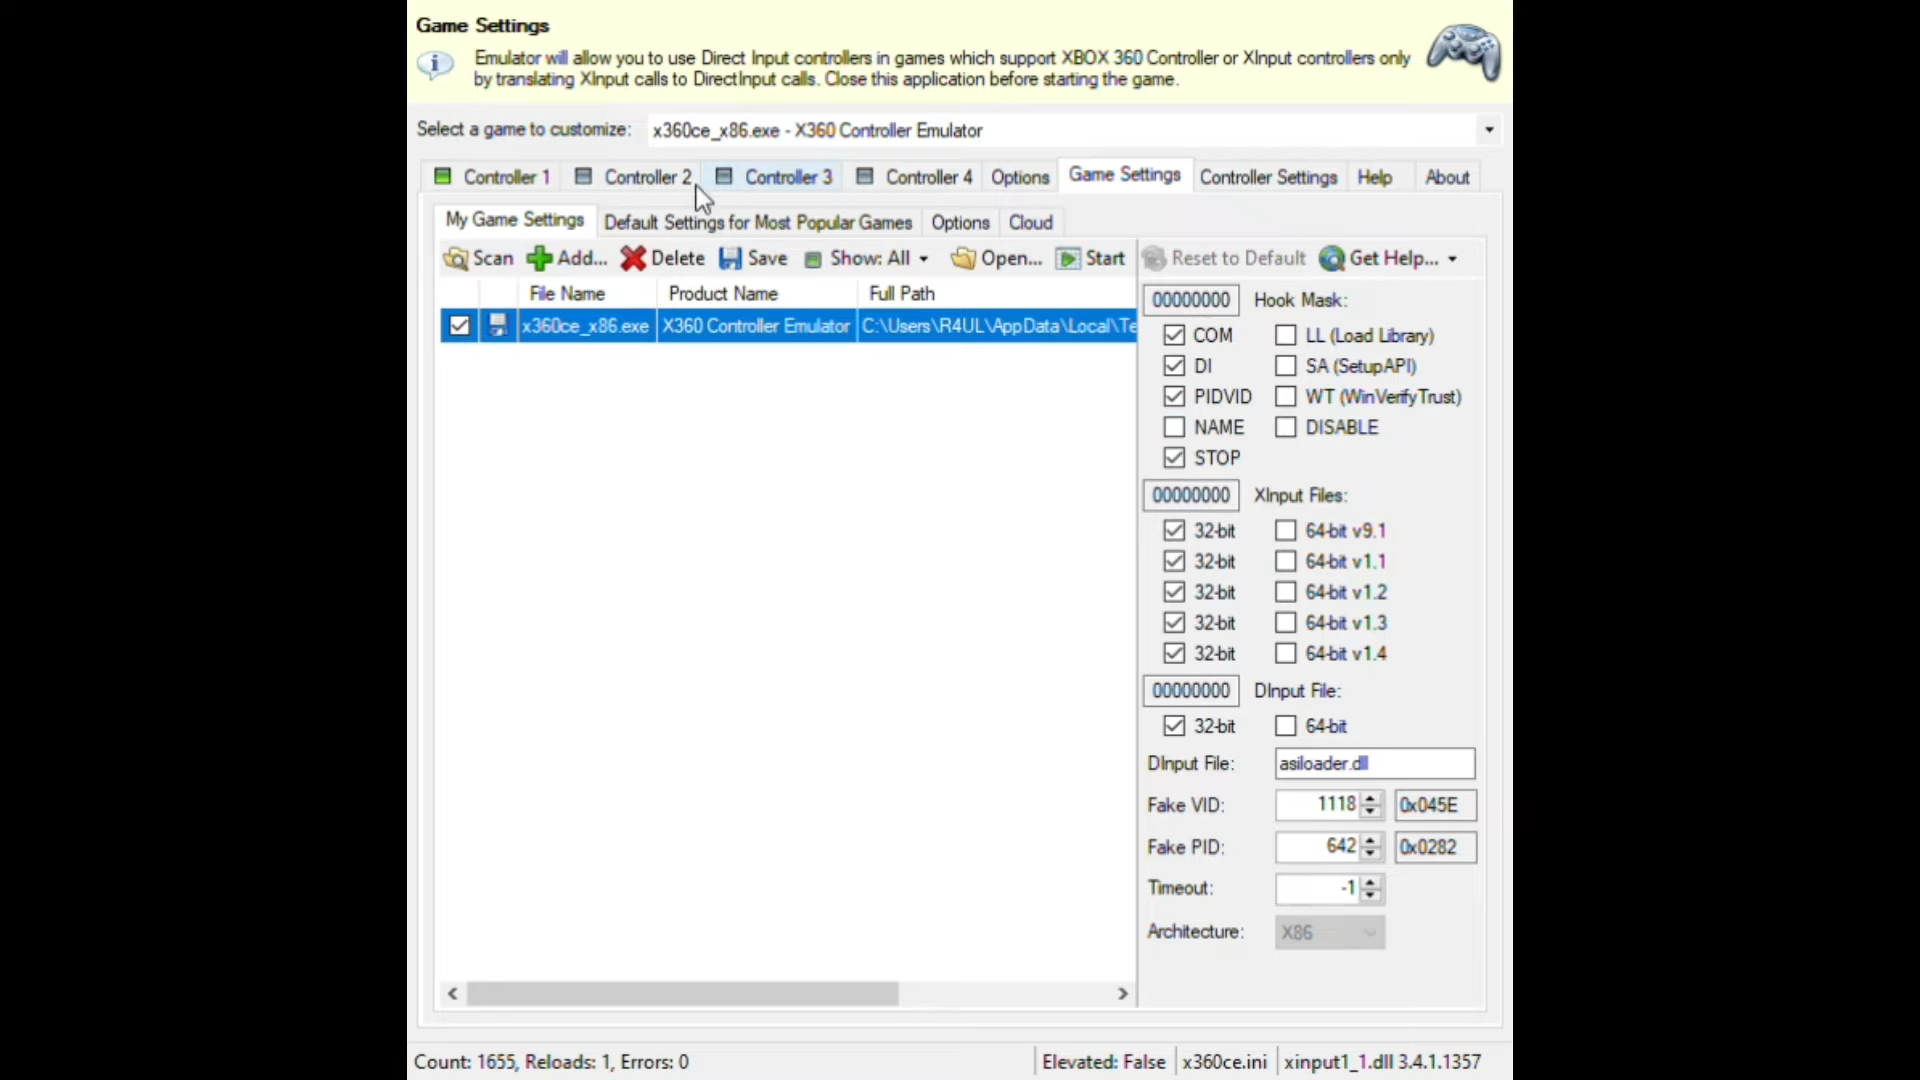 Game Settings
Emulator will allow you to use Direct Input controllers in games which support XBOX 360 Controller or XInput controllers only
by translating XInput calls to DirectInput calls. Close this application before starting the game.
Select a game to customize: x360ce_x86.exe - X360 Controller Emulator
Controller 1 Controller 2 Controller 3 Controller 4 Options Game Settings Controller Settings Help About
My Game Settings Default Settings for Most Popular Games Options Cloud
Scan Add... Delete Save Show: All Open... Start Reset to Default Get Help...
File Name Product Name Full Path
x360ce_x86.exe X360 Controller Emulator C:\Users\R4UL\AppData\Local\Te
00000000 Hook Mask:
COM LL (Load Library)
DI SA (SetupAPI)
PIDVID WT (WinVerifyTrust)
NAME DISABLE
STOP
00000000 XInput Files:
32-bit 64-bit v9.1
32-bit 64-bit v1.1
32-bit 64-bit v1.2
32-bit 64-bit v1.3
32-bit 64-bit v1.4
00000000 DInput File:
32-bit 64-bit
DInput File: asiloader.dll
Fake VID: 1118 0x045E
Fake PID: 642 0x0282
Timeout: -1
Architecture: X86
Count: 1655, Reloads: 1, Errors: 0 Elevated: False x360ce.ini xinput1_1.dll 3.4.1.1357